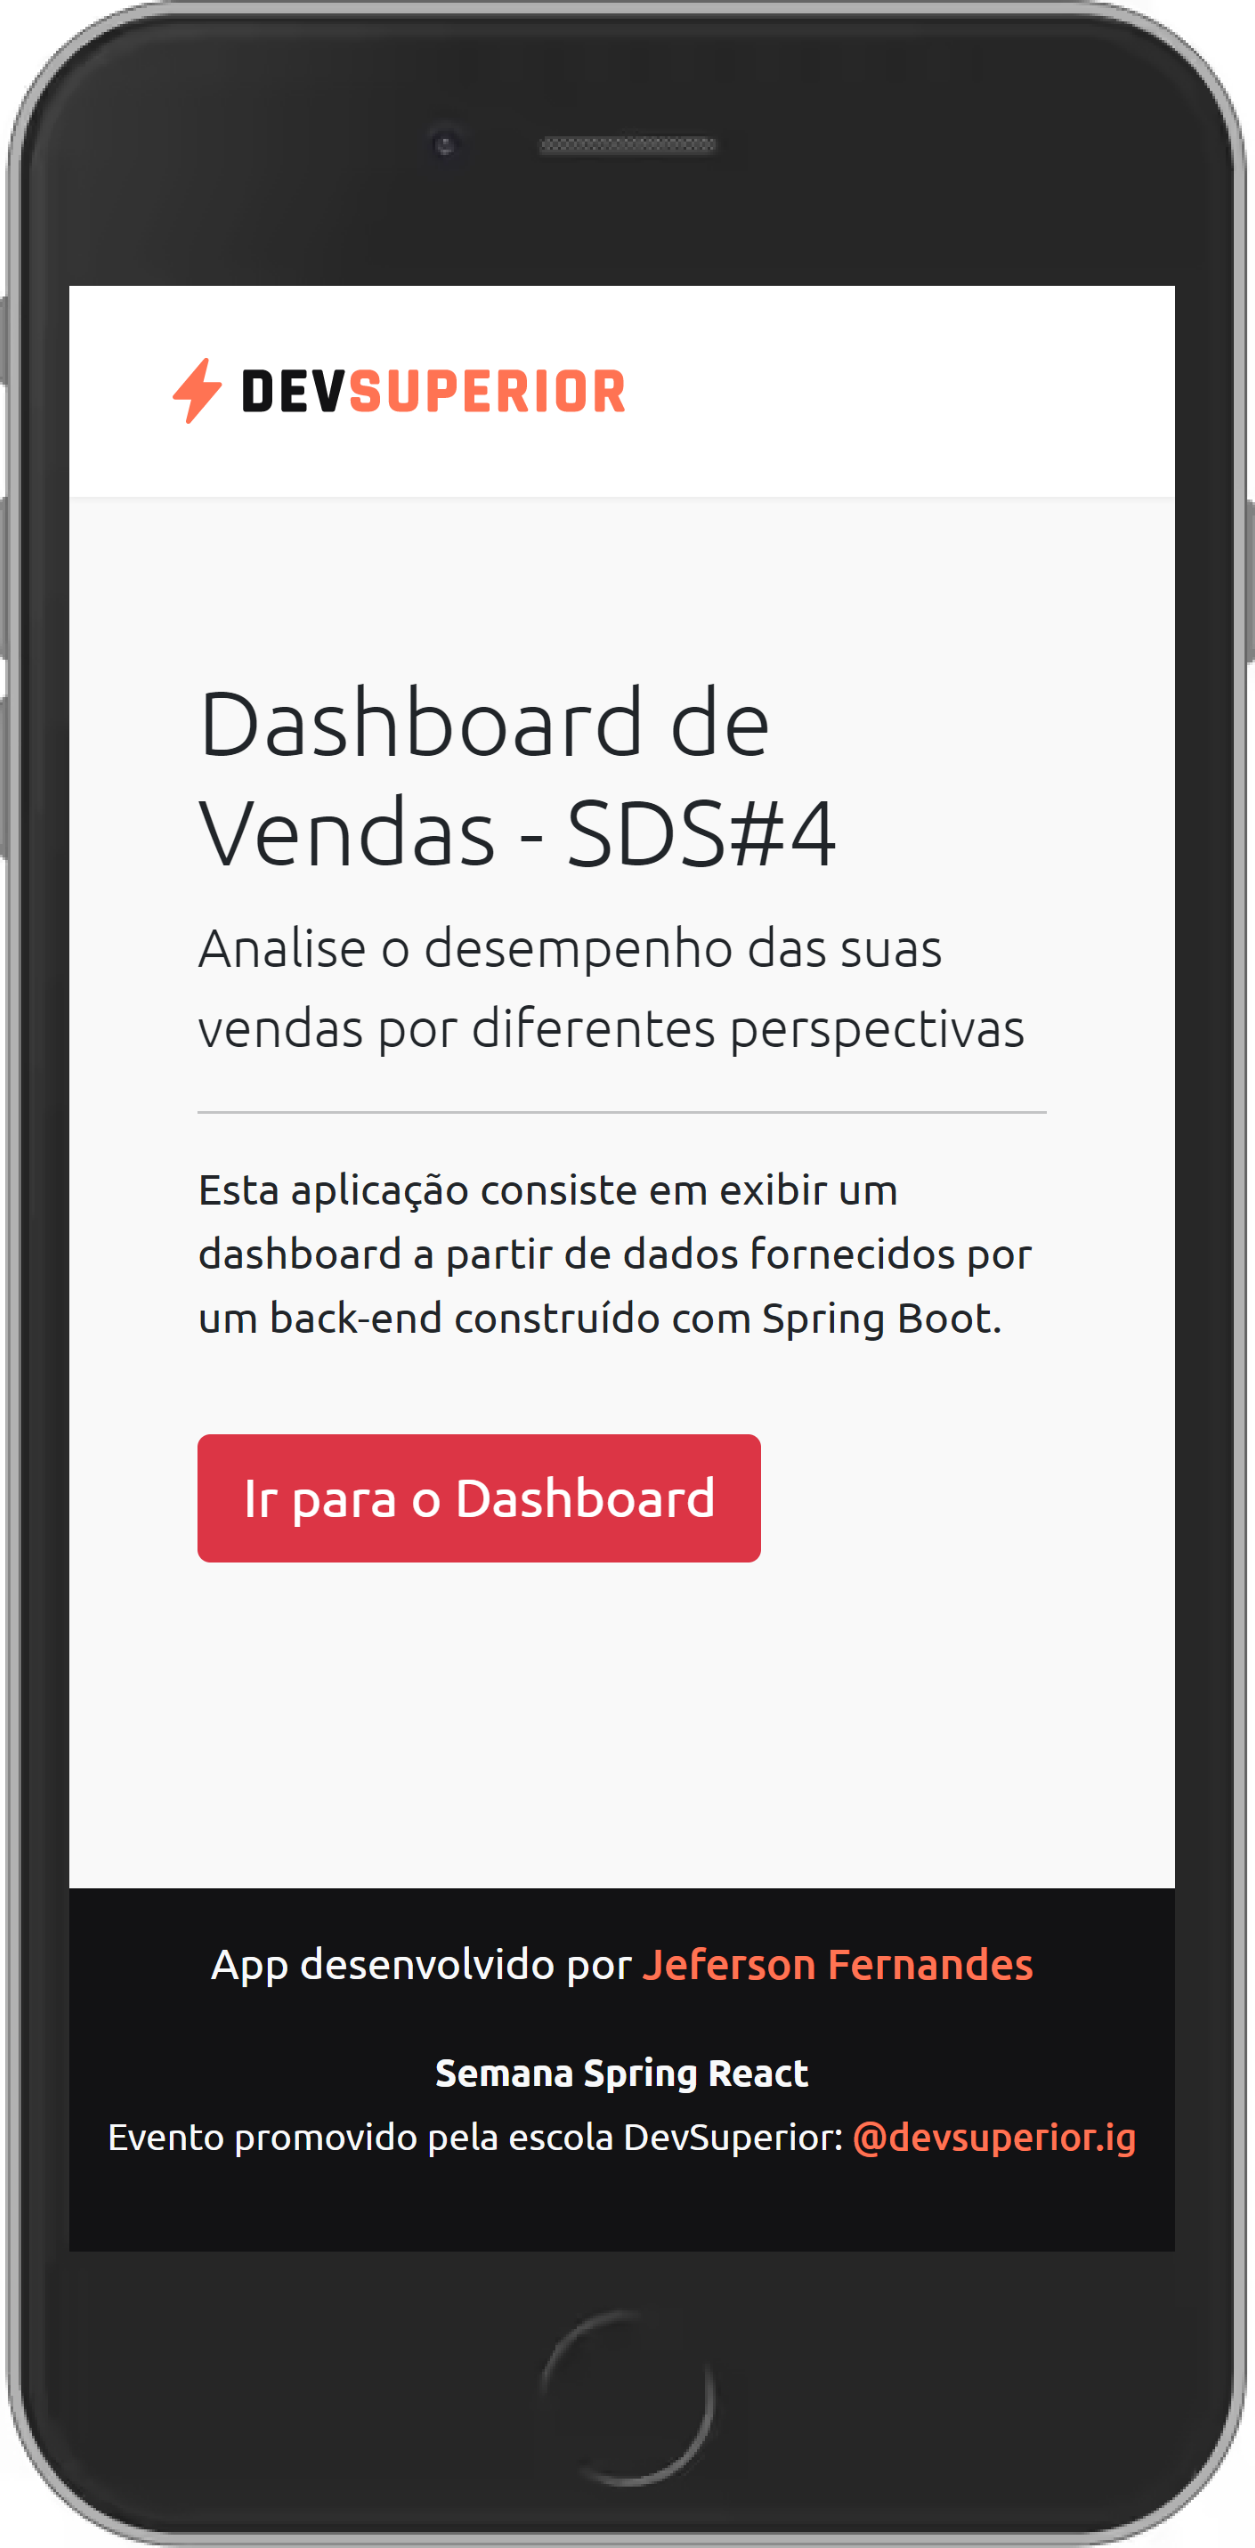 DEVSUPERIOR
Dashboard de
Vendas - SDS#4
Analise o desempenho das suas
vendas por diferentes perspectivas
Esta aplicação consiste em exibir um
dashboard a partir de dados fornecidos por
um back-end construído com Spring Boot.
Ir para o Dashboard
App desenvolvido por Jeferson Fernandes
Semana Spring React
Evento promovido pela escola DevSuperior: @devsuperior.ig